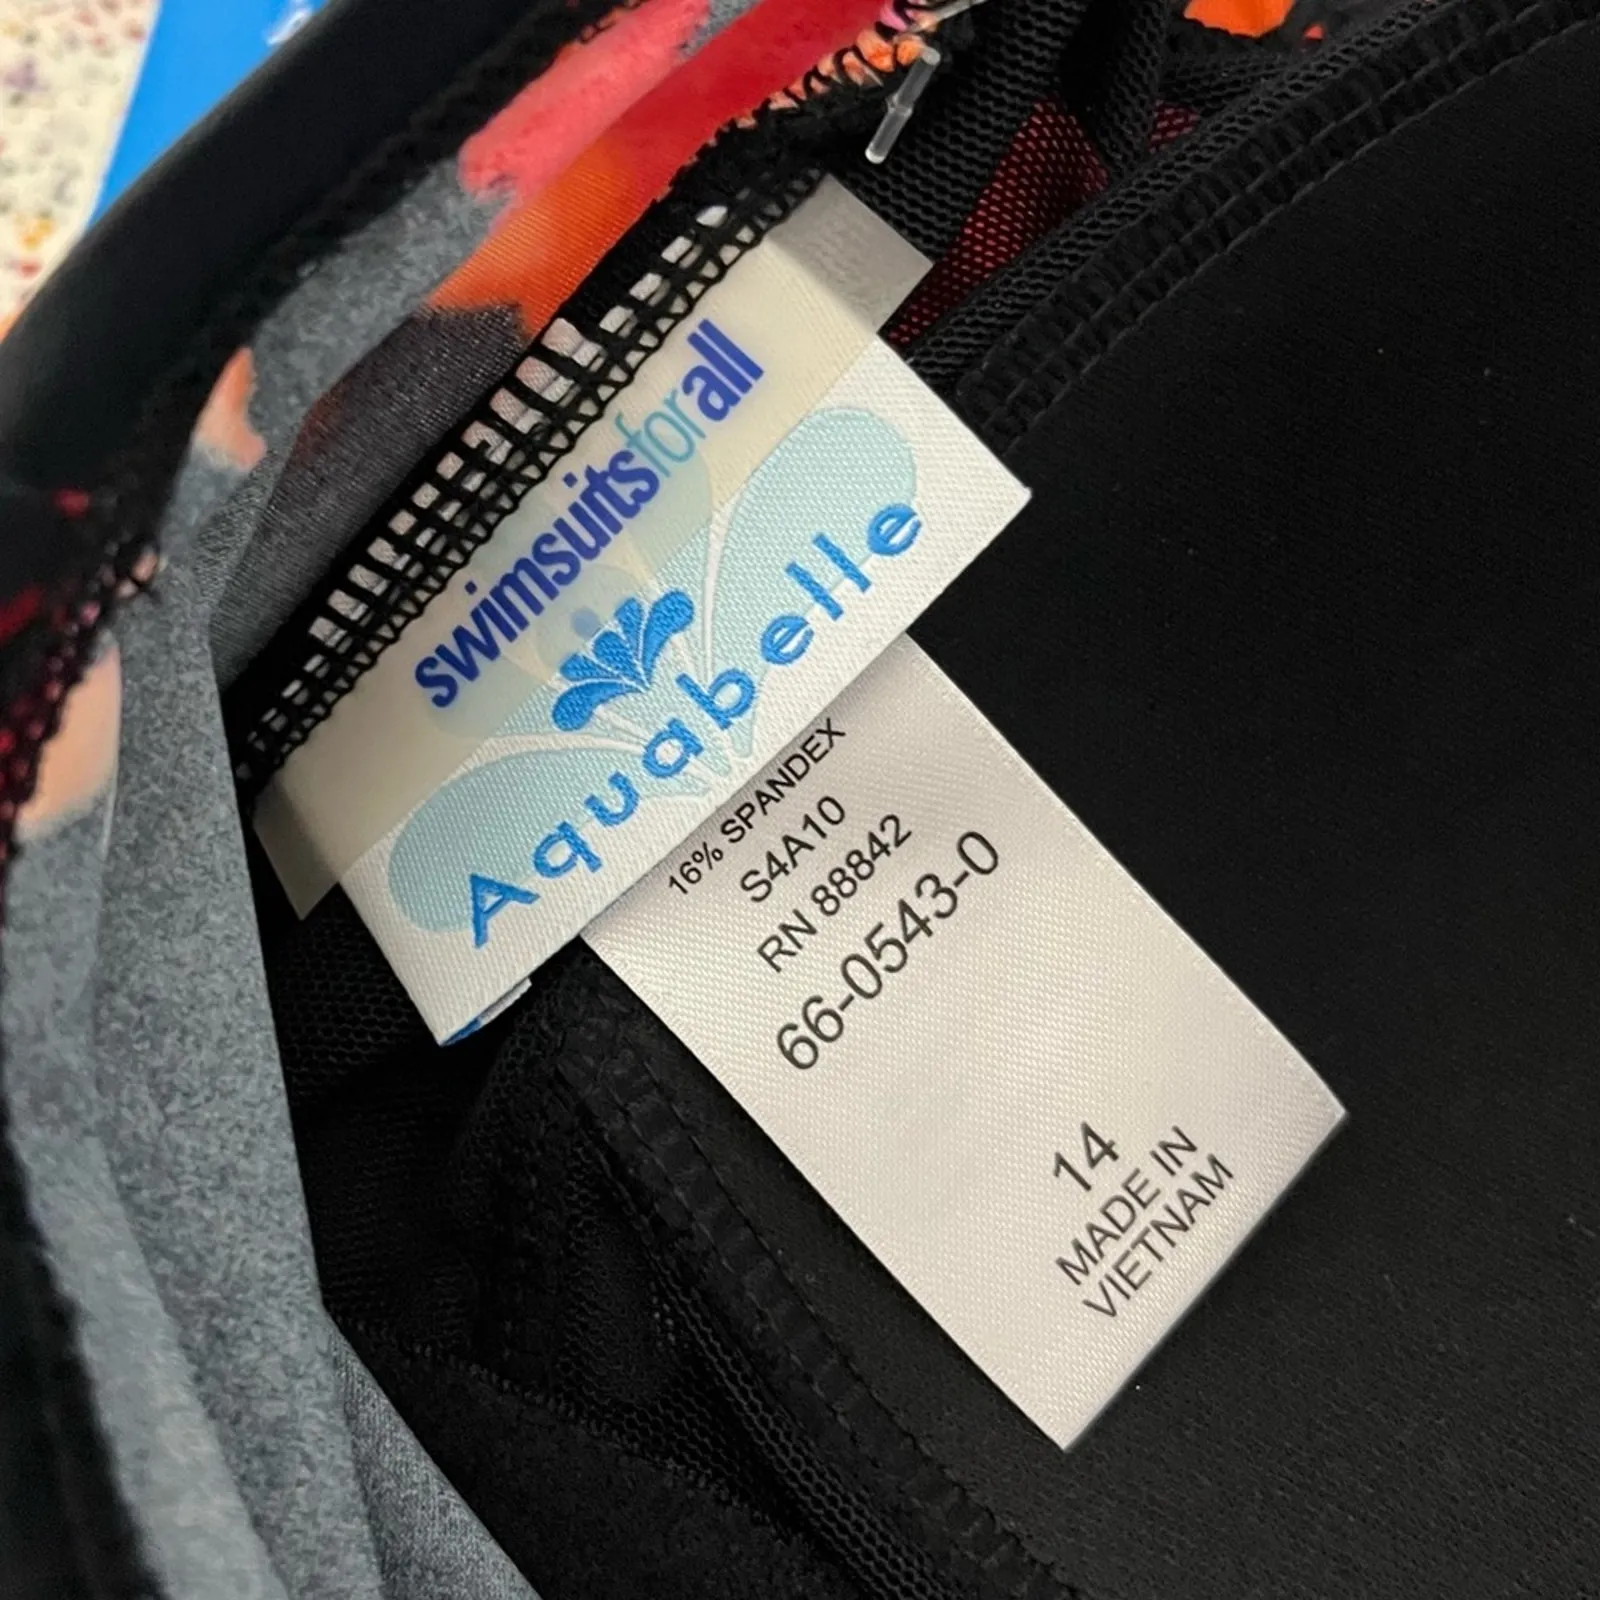 swimsuitsforall
Aquabelle
16% SPANDEX
S4A10
RN 88842
66-0543-0
14
MADE IN
VIETNAM